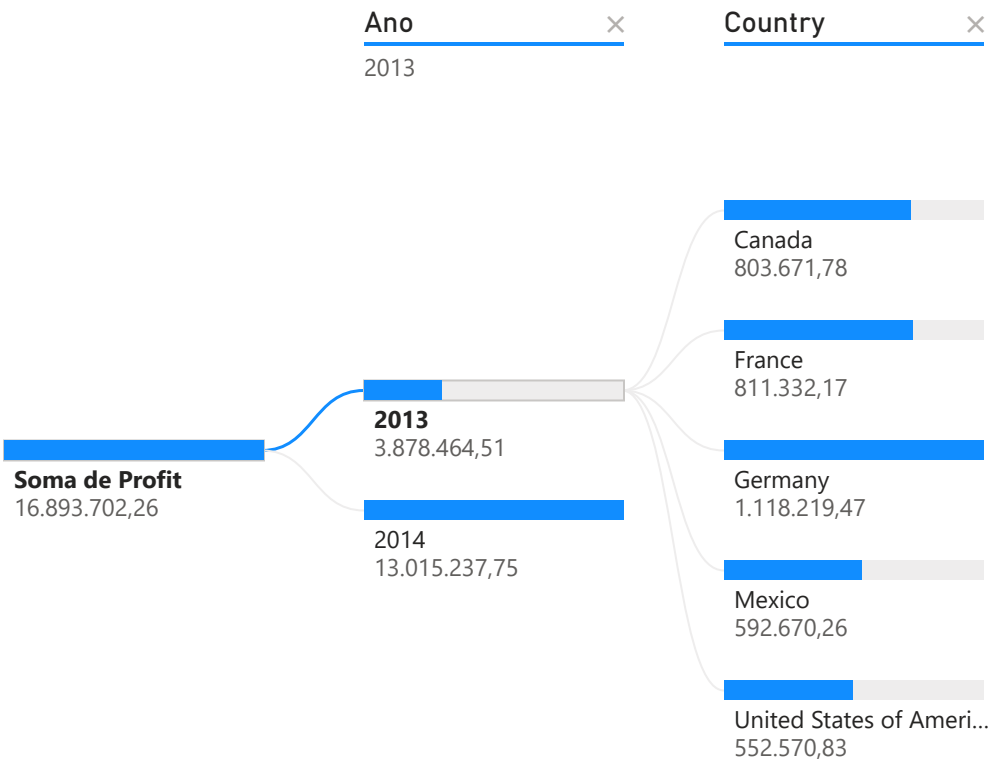 Ano
Country
2013
Canada
803.671,78
France
811.332,17
2013
3.878.464,51
Soma de Profit
16.893.702,26
Germany
1.118.219,47
2014
13.015.237,75
Mexico
592.670,26
United States of Ameri...
552.570,83